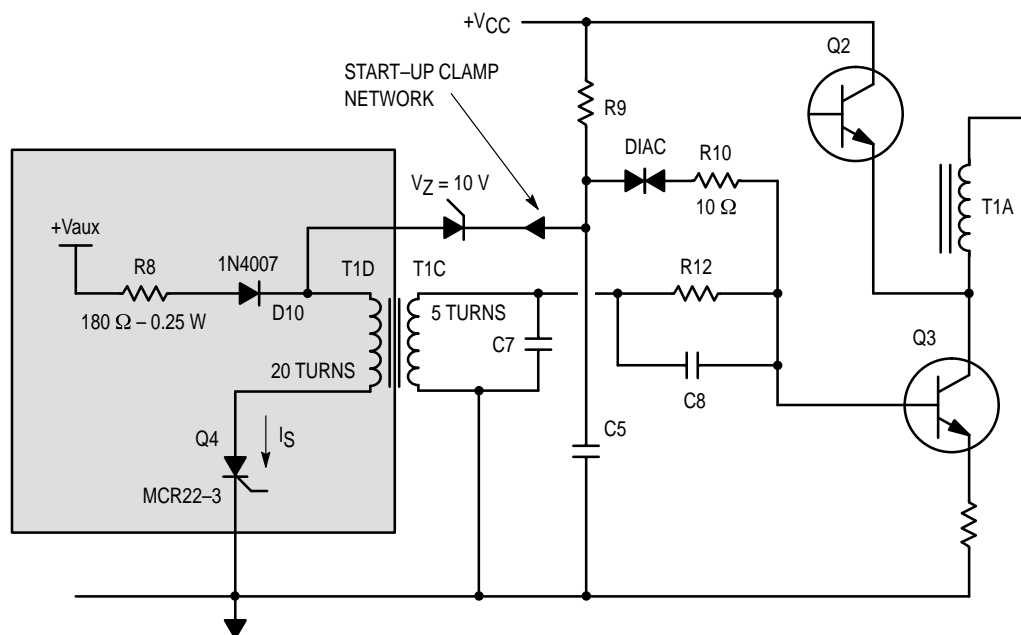 +VCC
Q2
START–UP CLAMP
NETWORK
R9
DIAC
R10
10 Ω
T1A
VZ = 10 V
+Vaux
R8
1N4007
T1D
T1C
R12
D10
180 Ω – 0.25 W
5 TURNS
C7
Q3
20 TURNS
C8
Q4
IS
C5
MCR22–3